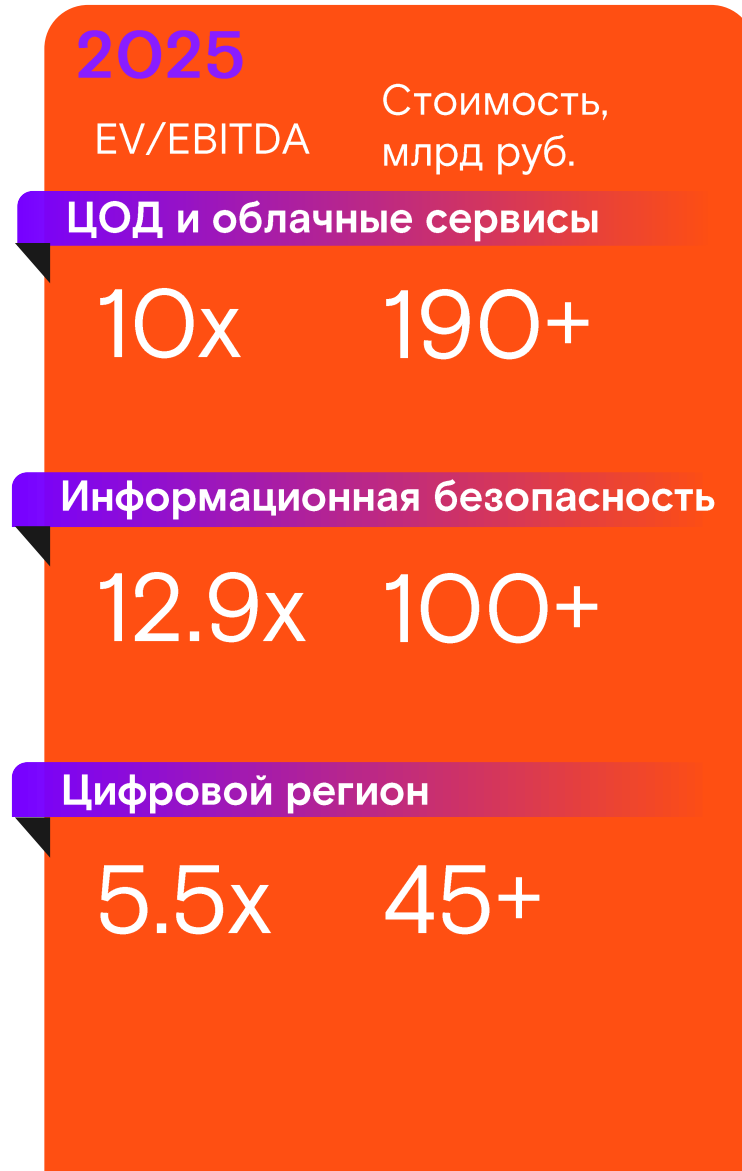 2025
EV/EBITDA
Стоимость,
млрд руб.
ЦОД и облачные сервисы
10x 190+
Информационная безопасность
12.9x 100+
Цифровой регион
5.5x 45+